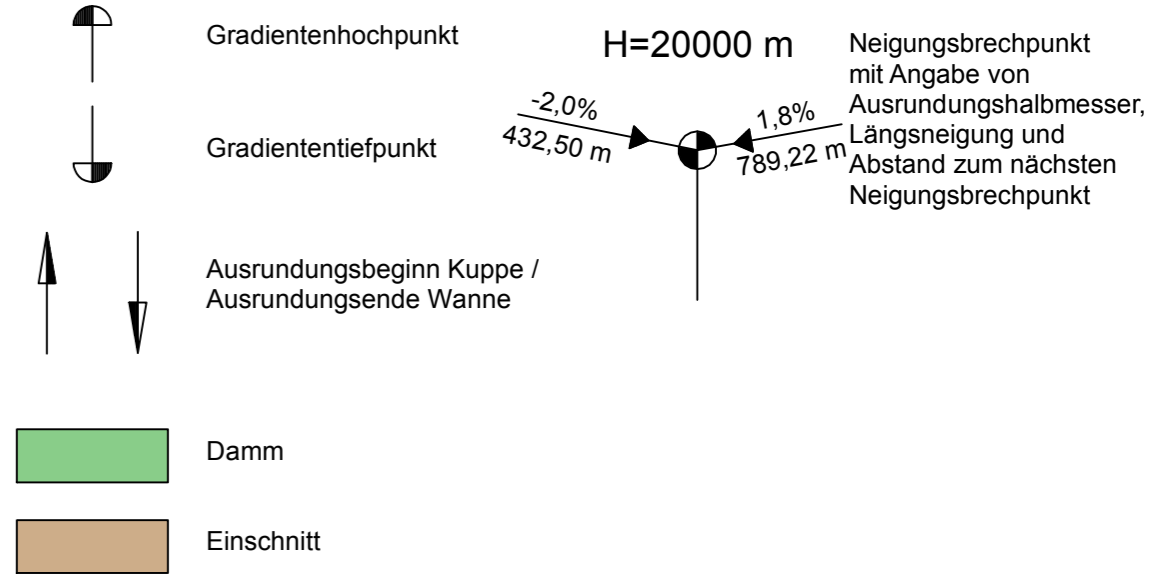 Gradientenhochpunkt
Gradiententiefpunkt
Ausrundungsbeginn Kuppe /
Ausrundungsende Wanne
Damm
Einschnitt
H=20000 m
-2,0%
432,50 m
1,8%
789,22 m
Neigungsbrechpunkt
mit Angabe von
Ausrundungshalbmesser,
Längsneigung und
Abstand zum nächsten
Neigungsbrechpunkt